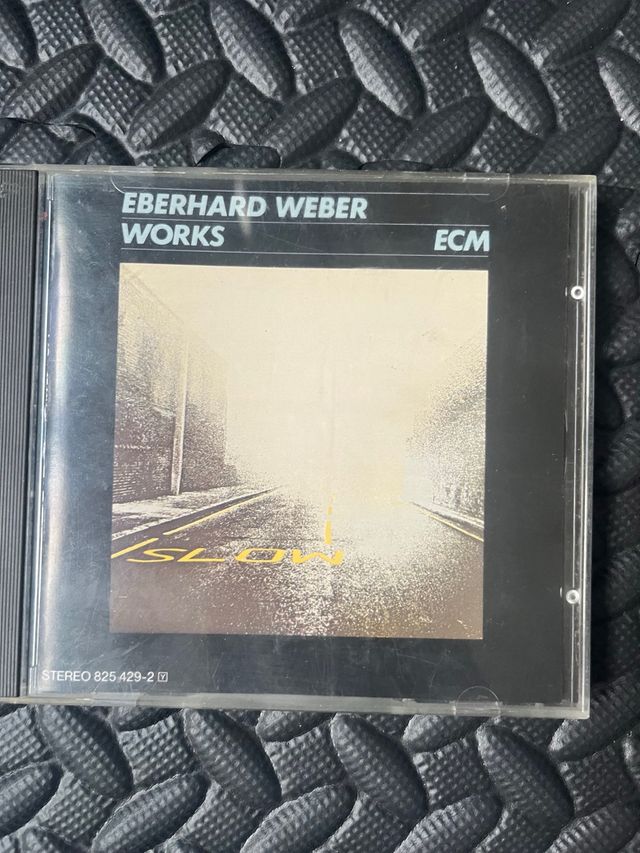 EBERHARD WEBER
WORKS ECM
SLOW
STEREO 825 429-2 Y